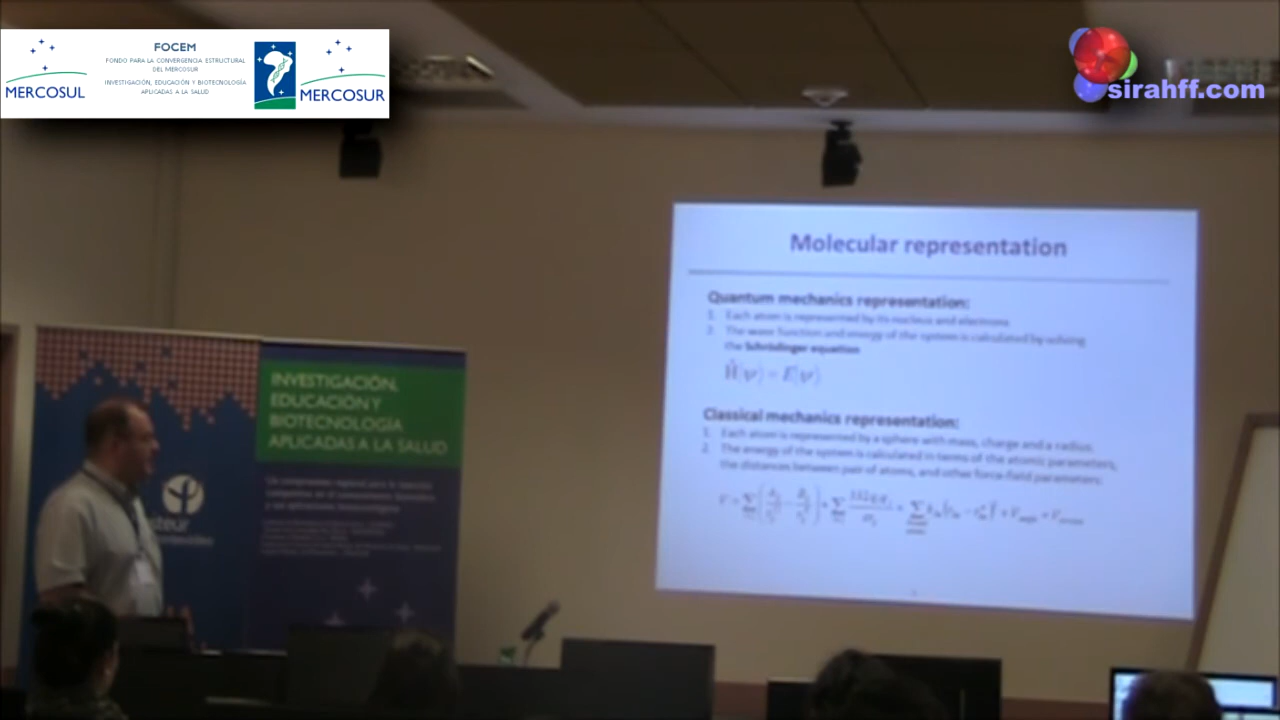 FOCEM
FONDO PARA LA CONVERGENCIA ESTRUCTURAL
DEL MERCOSUR
INVESTIGACIÓN, EDUCACIÓN Y BIOTECNOLOGÍA
APLICADAS A LA SALUD
MERCOSUL
MERCOSUR
sirahff.com
Molecular representation
Quantum mechanics representation:
1. Each atom is represented by its nucleus and electrons
2. The wave function and energy of the system is calculated by solving
the Schrödinger equation
Ĥ|ψ⟩ = E|ψ⟩
Classical mechanics representation:
1. Each atom is represented by a sphere with mass, charge and a radius.
2. The energy of the system is calculated in terms of the atomic parameters,
the distances between pair of atoms, and other force-field parameters
INVESTIGACIÓN,
EDUCACIÓN Y
BIOTECNOLOGÍA
APLICADAS A LA SALUD